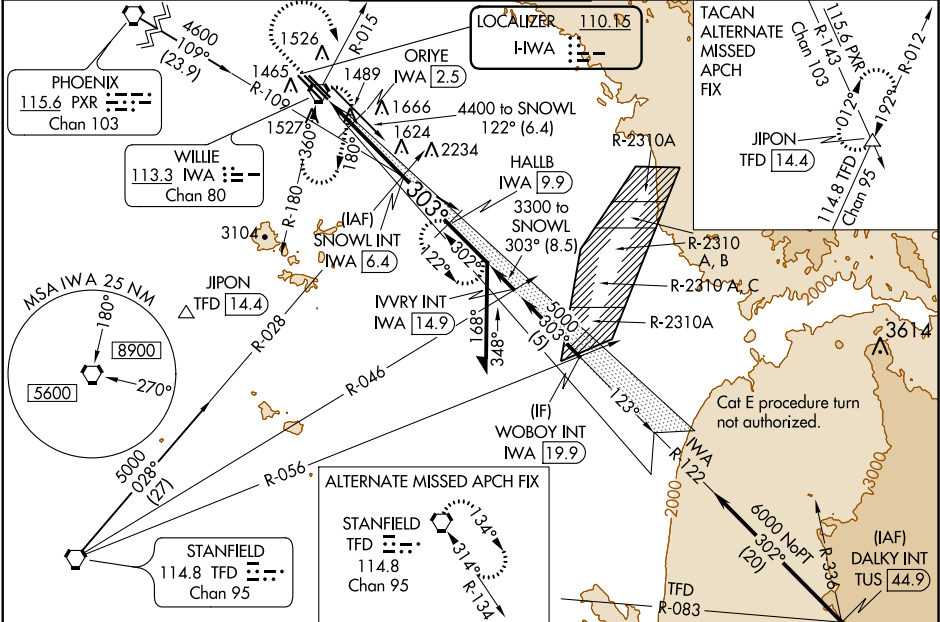 4600
109°
(23.9)
1526
R-015
LOCALIZER 110.15
I-IWA
TACAN
ALTERNATE
MISSED
APCH
FIX
115.6 PXR
R-143
Chan 103
R-012
012°
192°
JIPON
TFD 14.4
114.8 TFD
Chan 95
PHOENIX
115.6 PXR
Chan 103
R-109
1465
1489
ORIYE
IWA 2.5
1666
4400 to SNOWL
122° (6.4)
1527
360°
180°
1624
2234
WILLIE
113.3 IWA
Chan 80
R-180
HALLB
IWA 9.9
303°
3300 to
SNOWL
303° (8.5)
R-2310A
R-2310
A, B
R-2310 A, C
R-2310A
3104
(IAF)
SNOWL INT
IWA 6.4
302°
122°
MSA IWA 25 NM
180°
8900
270°
5600
JIPON
TFD 14.4
R-028
IVVRY INT
IWA 14.9
168°
348°
5000
303°
(5)
2000
3614
R-046
(IF)
WOBOY INT
IWA 19.9
123°
Cat E procedure turn
not authorized.
IWA
R-122
5000
028°
(27)
R-056
2000
3000
STANFIELD
114.8 TFD
Chan 95
ALTERNATE MISSED APCH FIX
STANFIELD
TFD
114.8
Chan 95
134°
314°
R-134
6000 NoPT
302°
(20)
R-336
(IAF)
DALKY INT
TUS 44.9
TFD
R-083